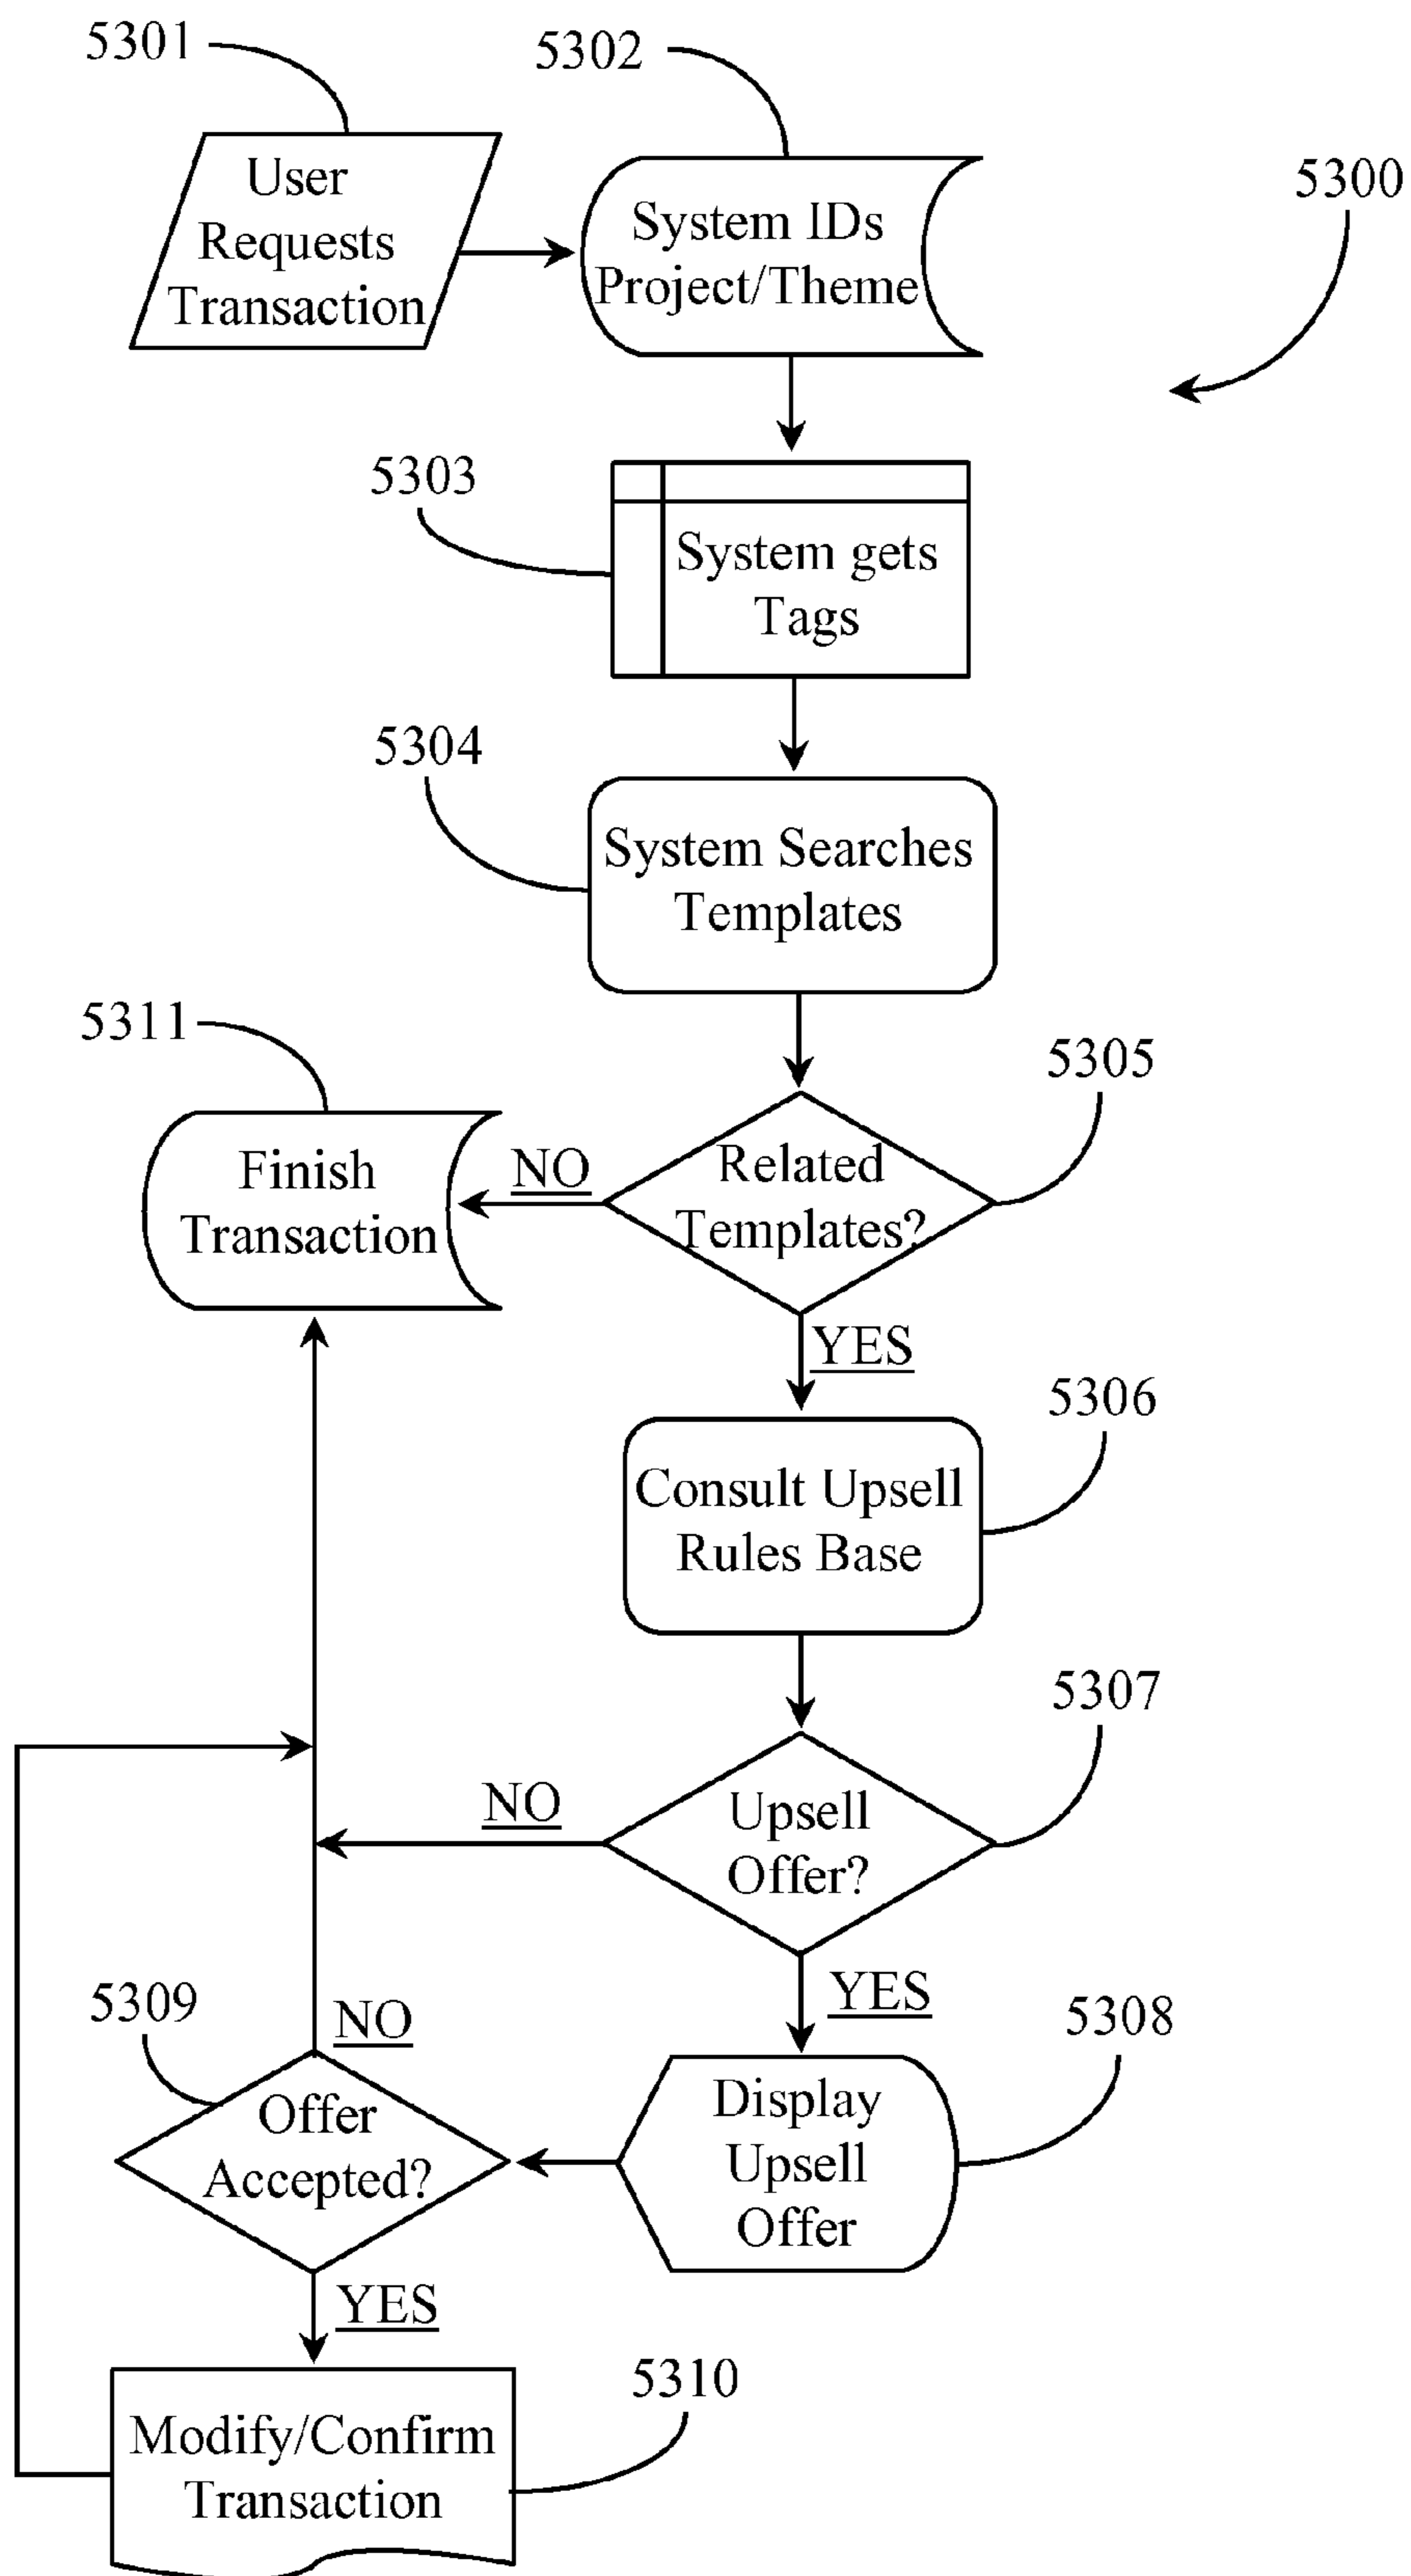 5301
5302
5300
User
Requests
Transaction
System IDs
Project/Theme
5303
System gets
Tags
5304
System Searches
Templates
5311
5305
Finish
Transaction
NO
Related
Templates?
YES
5306
Consult Upsell
Rules Base
5307
NO
Upsell
Offer?
YES
5309
NO
5308
Offer
Accepted?
Display
Upsell
Offer
YES
5310
Modify/Confirm
Transaction